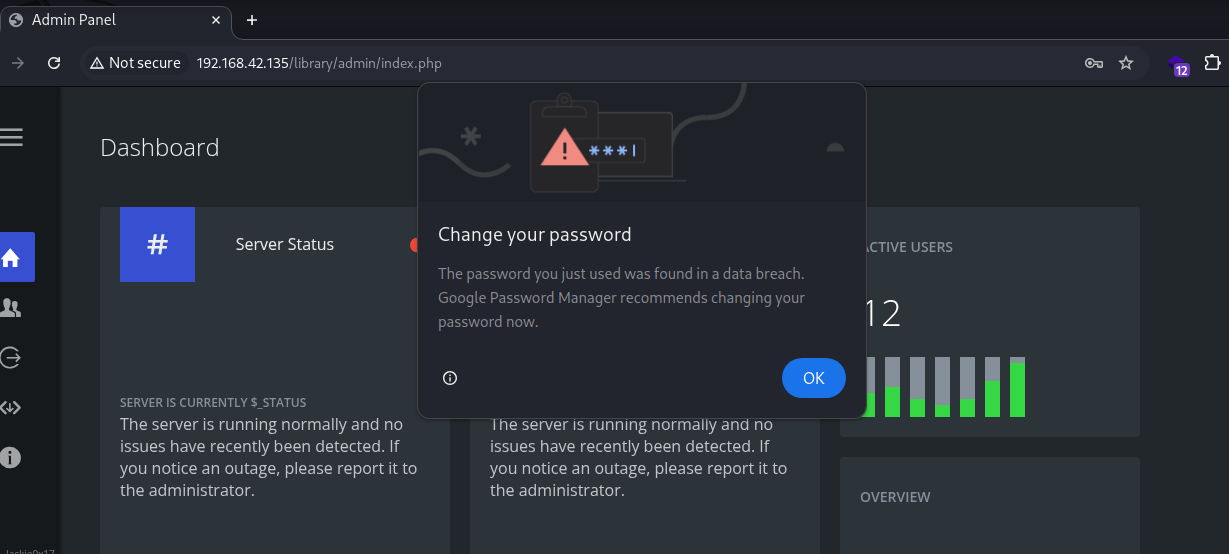 Admin Panel
Not secure 192.168.42.135/library/admin/index.php
12
Dashboard
#
Server Status
SERVER IS CURRENTLY $_STATUS
The server is running normally and no
issues have recently been detected. If
you notice an outage, please report it to
the administrator.
***
Change your password
The password you just used was found in a data breach.
Google Password Manager recommends changing your
password now.
OK
The server is running normally and no
issues have recently been detected. If
you notice an outage, please report it to
the administrator.
ACTIVE USERS
12
OVERVIEW